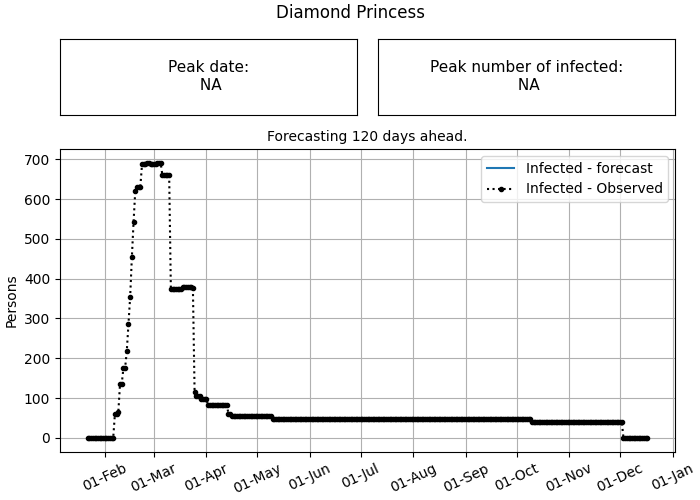 Diamond Princess
Peak date:
NA
Peak number of infected:
NA
Forecasting 120 days ahead.
Infected - forecast
Infected - Observed
Persons
700
600
500
400
300
200
100
0
01-Feb
01-Mar
01-Apr
01-May
01-Jun
01-Jul
01-Aug
01-Sep
01-Oct
01-Nov
01-Dec
01-Jan